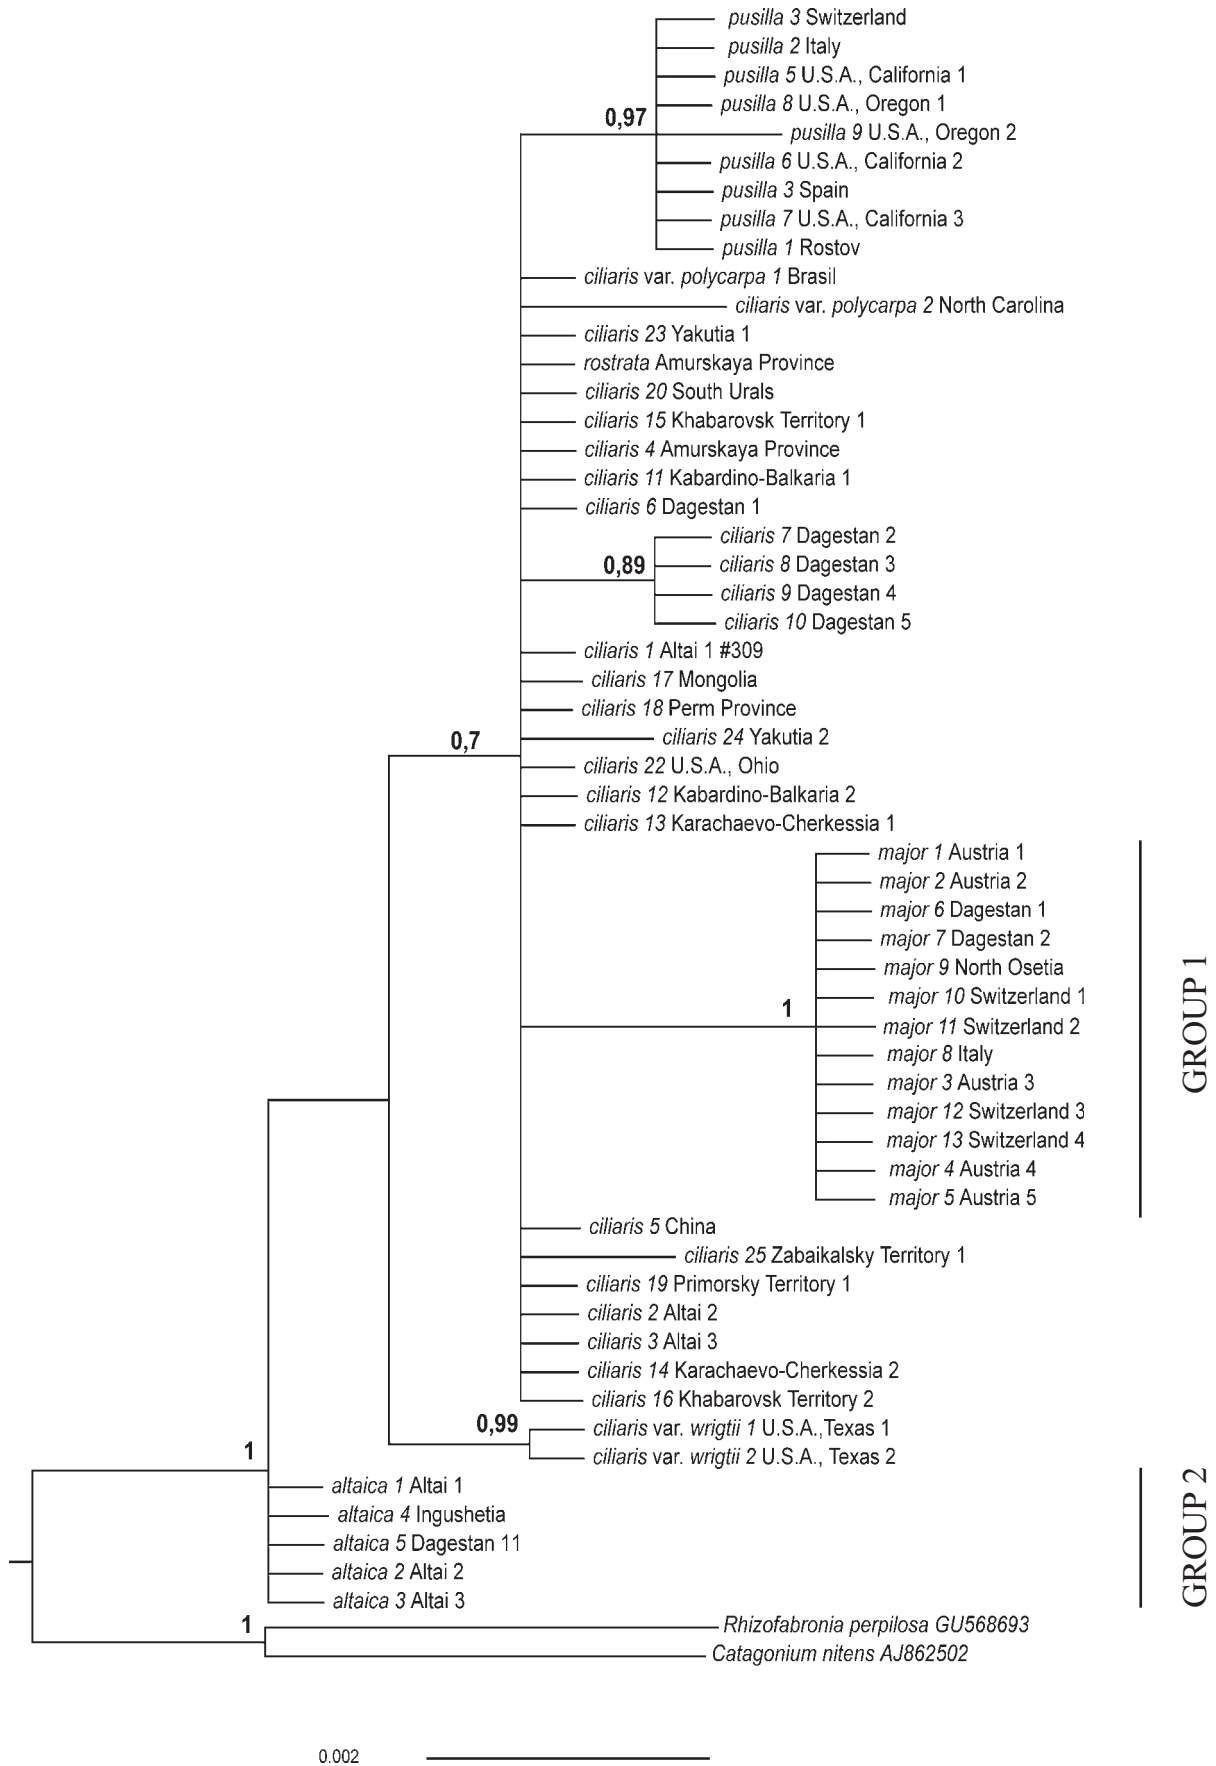 pusilla 3 Switzerland
pusilla 2 Italy
pusilla 5 U.S.A., California 1
pusilla 8 U.S.A., Oregon 1
0,97
pusilla 9 U.S.A., Oregon 2
pusilla 6 U.S.A., California 2
pusilla 3 Spain
pusilla 7 U.S.A., California 3
pusilla 1 Rostov
ciliaris var. polycarpa 1 Brasil
ciliaris var. polycarpa 2 North Carolina
ciliaris 23 Yakutia 1
rostrata Amurskaya Province
ciliaris 20 South Urals
ciliaris 15 Khabarovsk Territory 1
ciliaris 4 Amurskaya Province
ciliaris 11 Kabardino-Balkaria 1
ciliaris 6 Dagestan 1
ciliaris 7 Dagestan 2
0,89
ciliaris 8 Dagestan 3
ciliaris 9 Dagestan 4
ciliaris 10 Dagestan 5
ciliaris 1 Altai 1 #309
ciliaris 17 Mongolia
ciliaris 18 Perm Province
0,7
ciliaris 24 Yakutia 2
ciliaris 22 U.S.A., Ohio
ciliaris 12 Kabardino-Balkaria 2
ciliaris 13 Karachaevo-Cherkessia 1
major 1 Austria 1
major 2 Austria 2
major 6 Dagestan 1
major 7 Dagestan 2
major 9 North Osetia
major 10 Switzerland 1
1
major 11 Switzerland 2
major 8 Italy
major 3 Austria 3
major 12 Switzerland 3
major 13 Switzerland 4
major 4 Austria 4
major 5 Austria 5
GROUP 1
ciliaris 5 China
ciliaris 25 Zabaikalsky Territory 1
ciliaris 19 Primorsky Territory 1
ciliaris 2 Altai 2
ciliaris 3 Altai 3
ciliaris 14 Karachaevo-Cherkessia 2
ciliaris 16 Khabarovsk Territory 2
0,99
ciliaris var. wrigtii 1 U.S.A.,Texas 1
ciliaris var. wrigtii 2 U.S.A., Texas 2
1
altaica 1 Altai 1
altaica 4 Ingushetia
altaica 5 Dagestan 11
altaica 2 Altai 2
altaica 3 Altai 3
GROUP 2
1
Rhizofabronia perpilosa GU568693
Catagonium nitens AJ862502
0.002